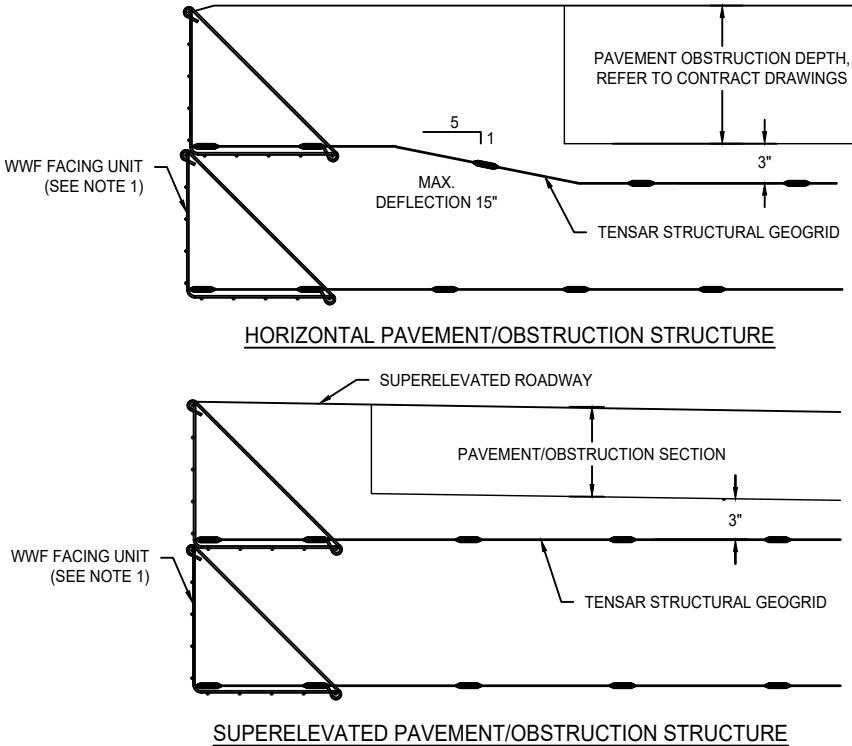 PAVEMENT OBSTRUCTION DEPTH,
REFER TO CONTRACT DRAWINGS
5
1
3"
WWF FACING UNIT
(SEE NOTE 1)
MAX.
DEFLECTION 15"
TENSAR STRUCTURAL GEOGRID
HORIZONTAL PAVEMENT/OBSTRUCTION STRUCTURE
SUPERELEVATED ROADWAY
PAVEMENT/OBSTRUCTION SECTION
3"
WWF FACING UNIT
(SEE NOTE 1)
TENSAR STRUCTURAL GEOGRID
SUPERELEVATED PAVEMENT/OBSTRUCTION STRUCTURE